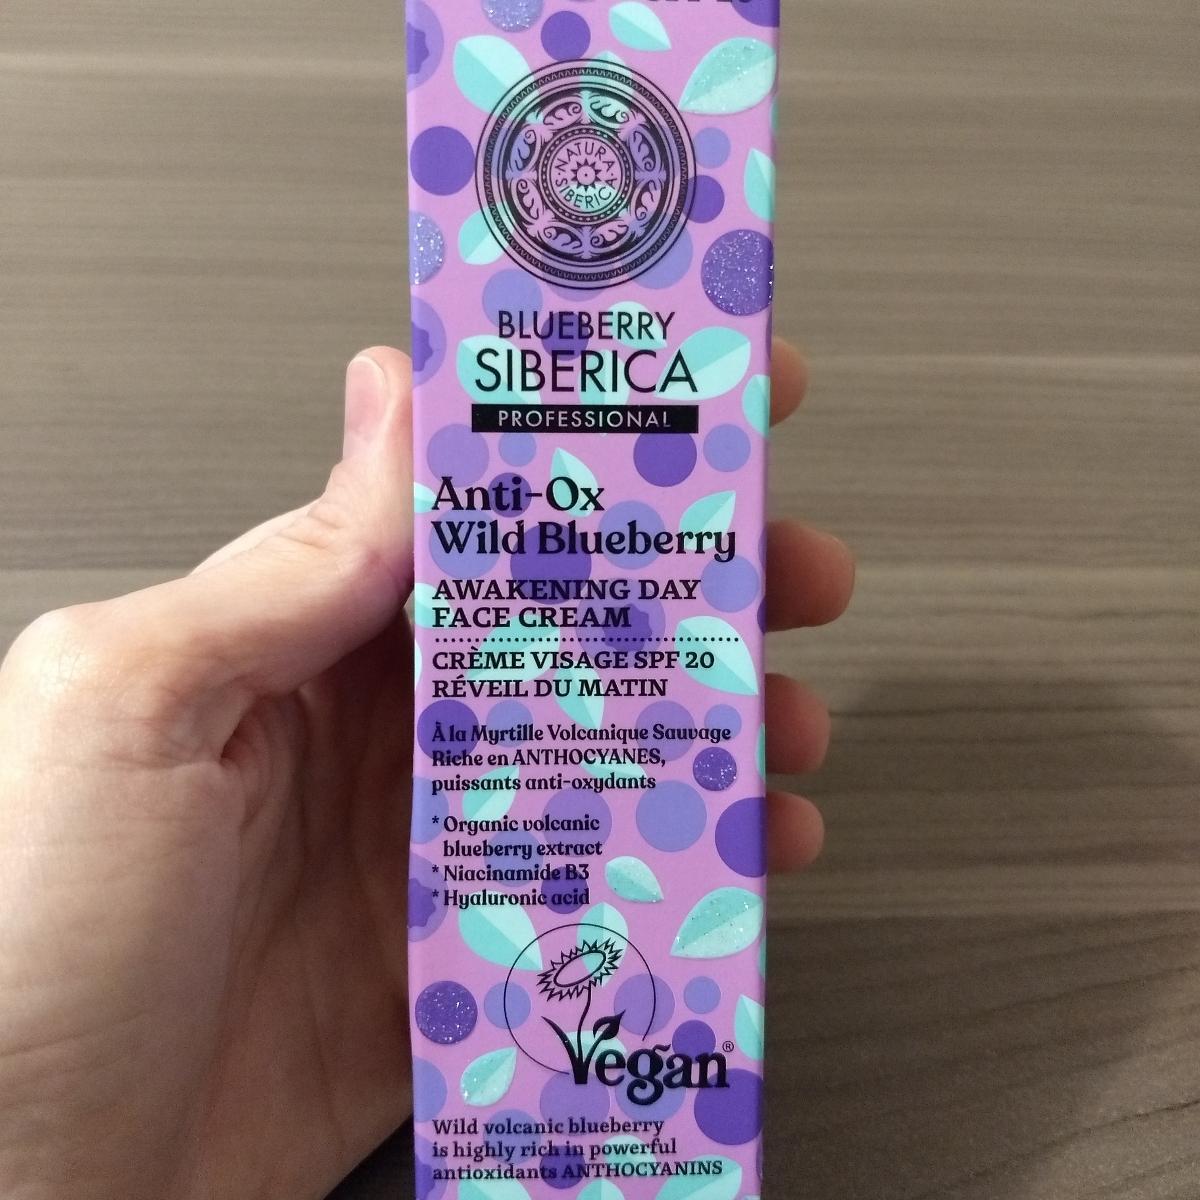 NATURA
SIBERICA
BLUEBERRY
SIBERICA
PROFESSIONAL
Anti-Ox
Wild Blueberry
AWAKENING DAY
FACE CREAM
CRÈME VISAGE SPF 20
RÉVEIL DU MATIN
À la Myrtille Volcanique Sauvage
Riche en ANTHOCYANES,
puissants anti-oxydants
* Organic volcanic
blueberry extract
* Niacinamide B3
* Hyaluronic acid
Vegan®
Wild volcanic blueberry
is highly rich in powerful
antioxidants ANTHOCYANINS